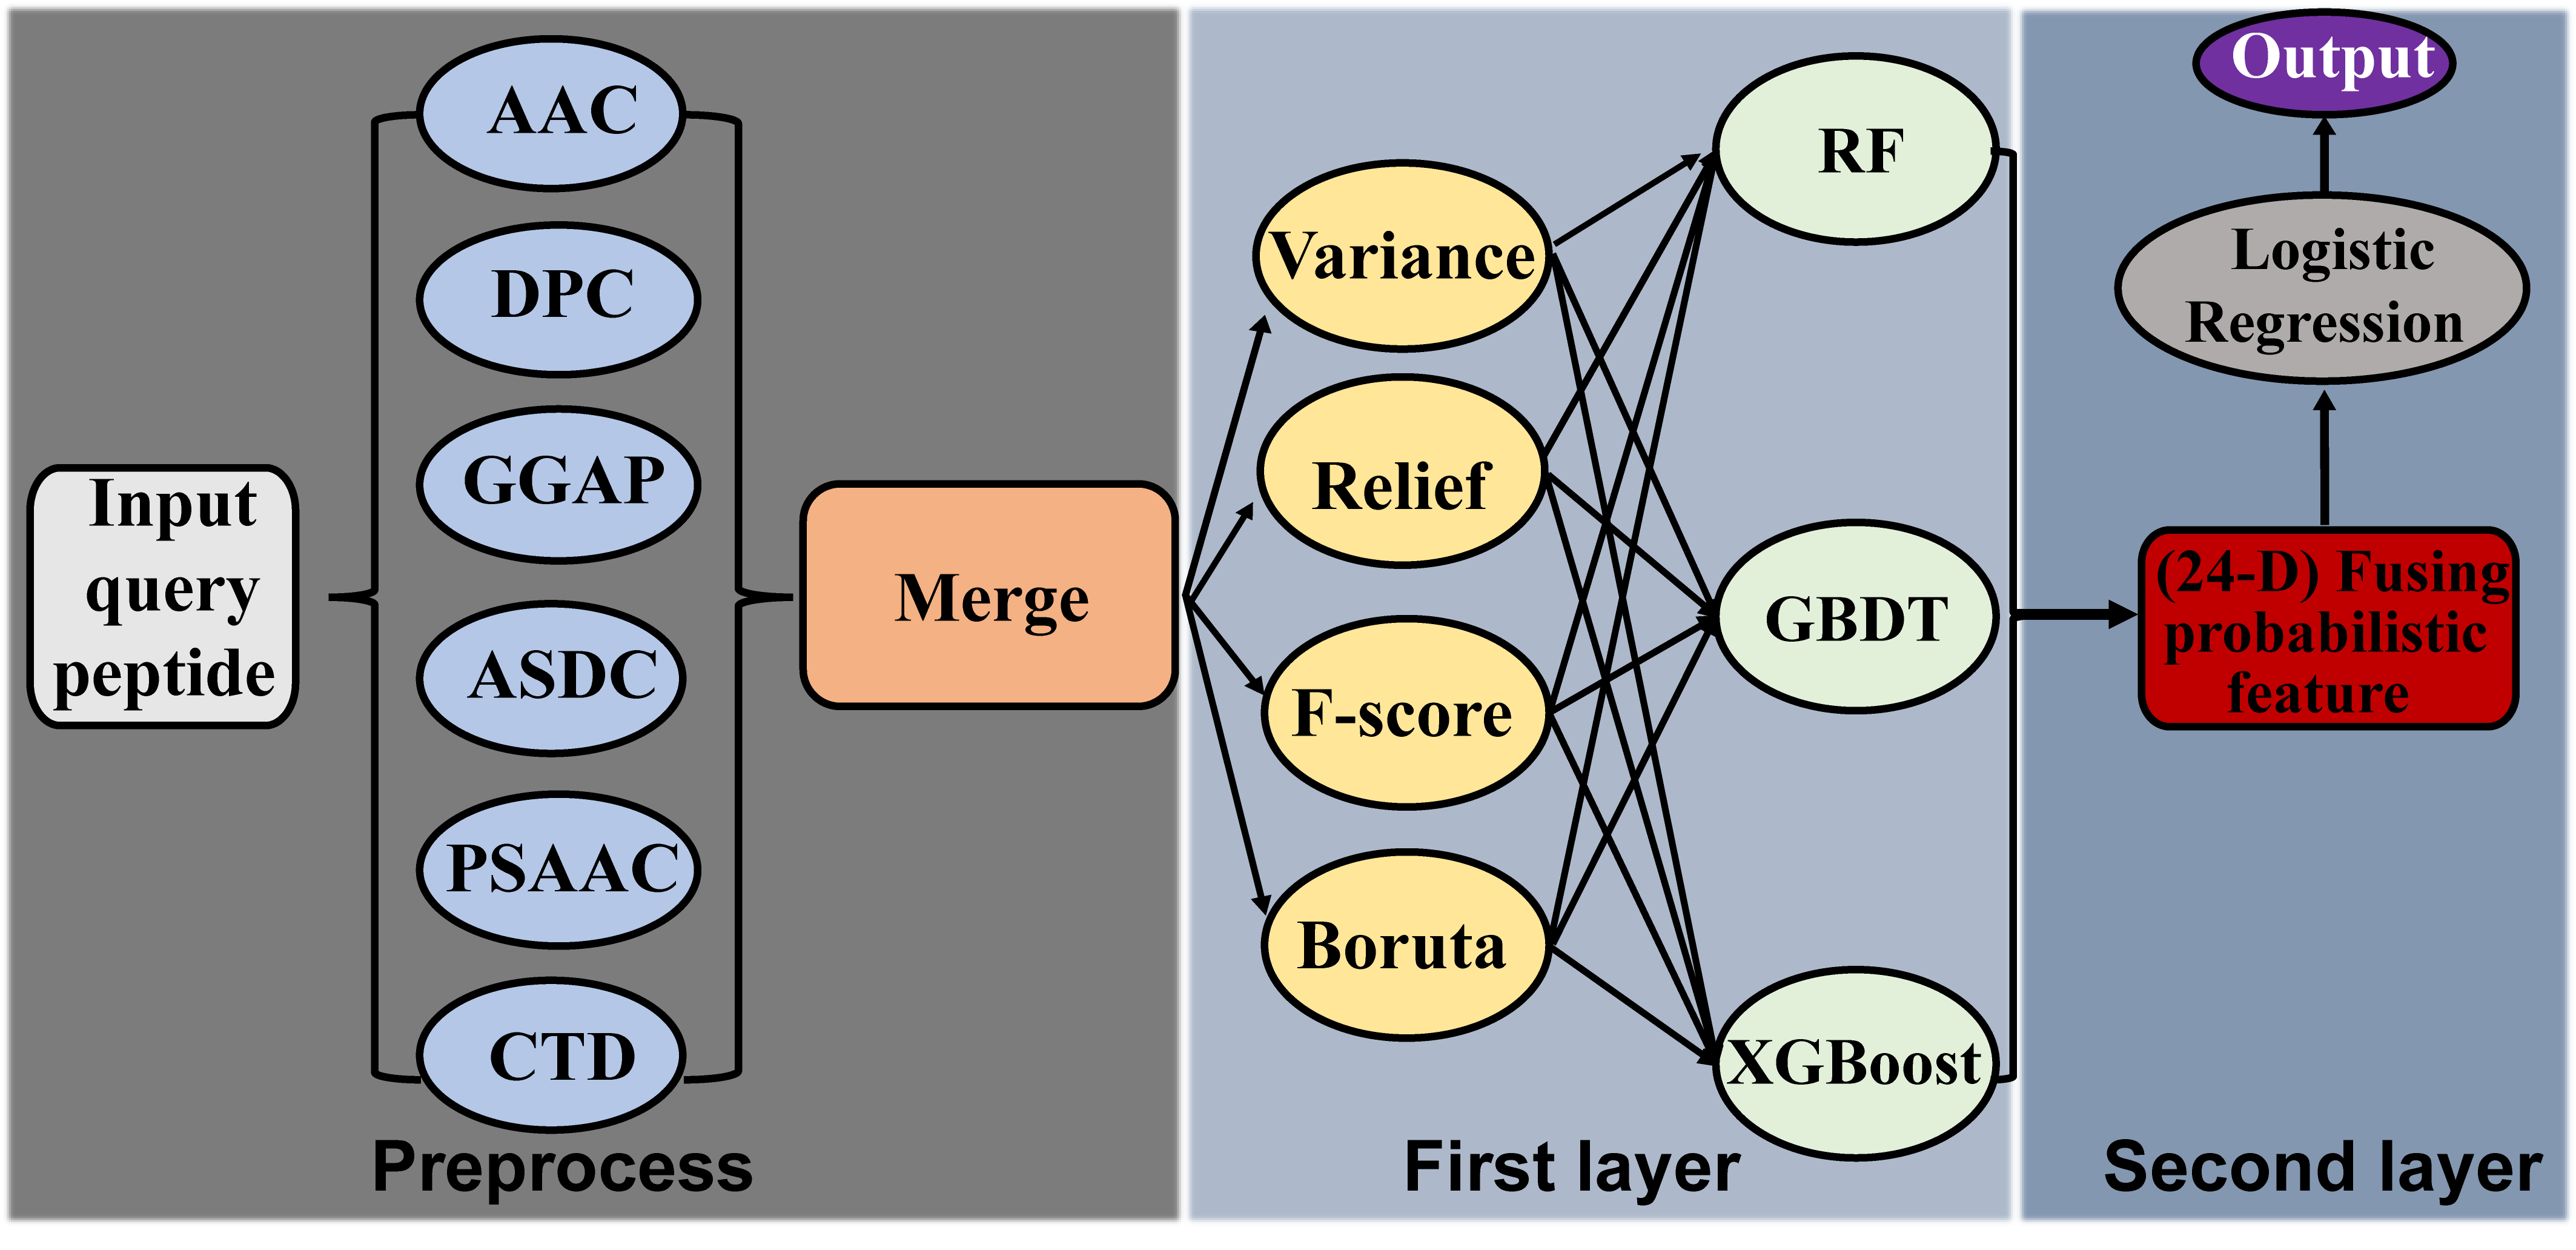 Input
query
peptide
AAC
DPC
GGAP
ASDC
PSAAC
CTD
Merge
Preprocess
Variance
Relief
F-score
Boruta
RF
GBDT
XGBoost
First layer
Output
Logistic
Regression
(24-D) Fusing
probabilistic
feature
Second layer